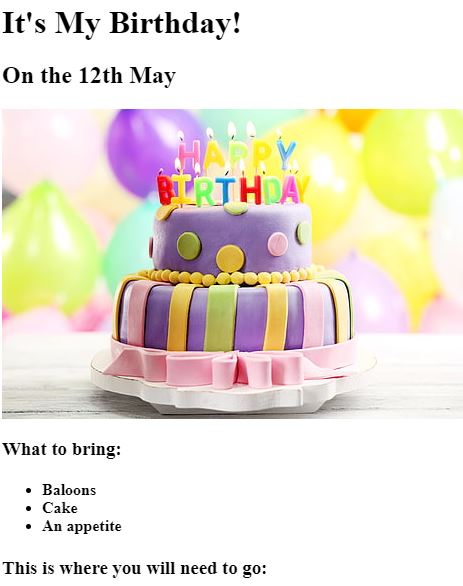 It's My Birthday!
On the 12th May
HAPPY
BIRTHDAY
What to bring:
Baloons
Cake
An appetite
This is where you will need to go: